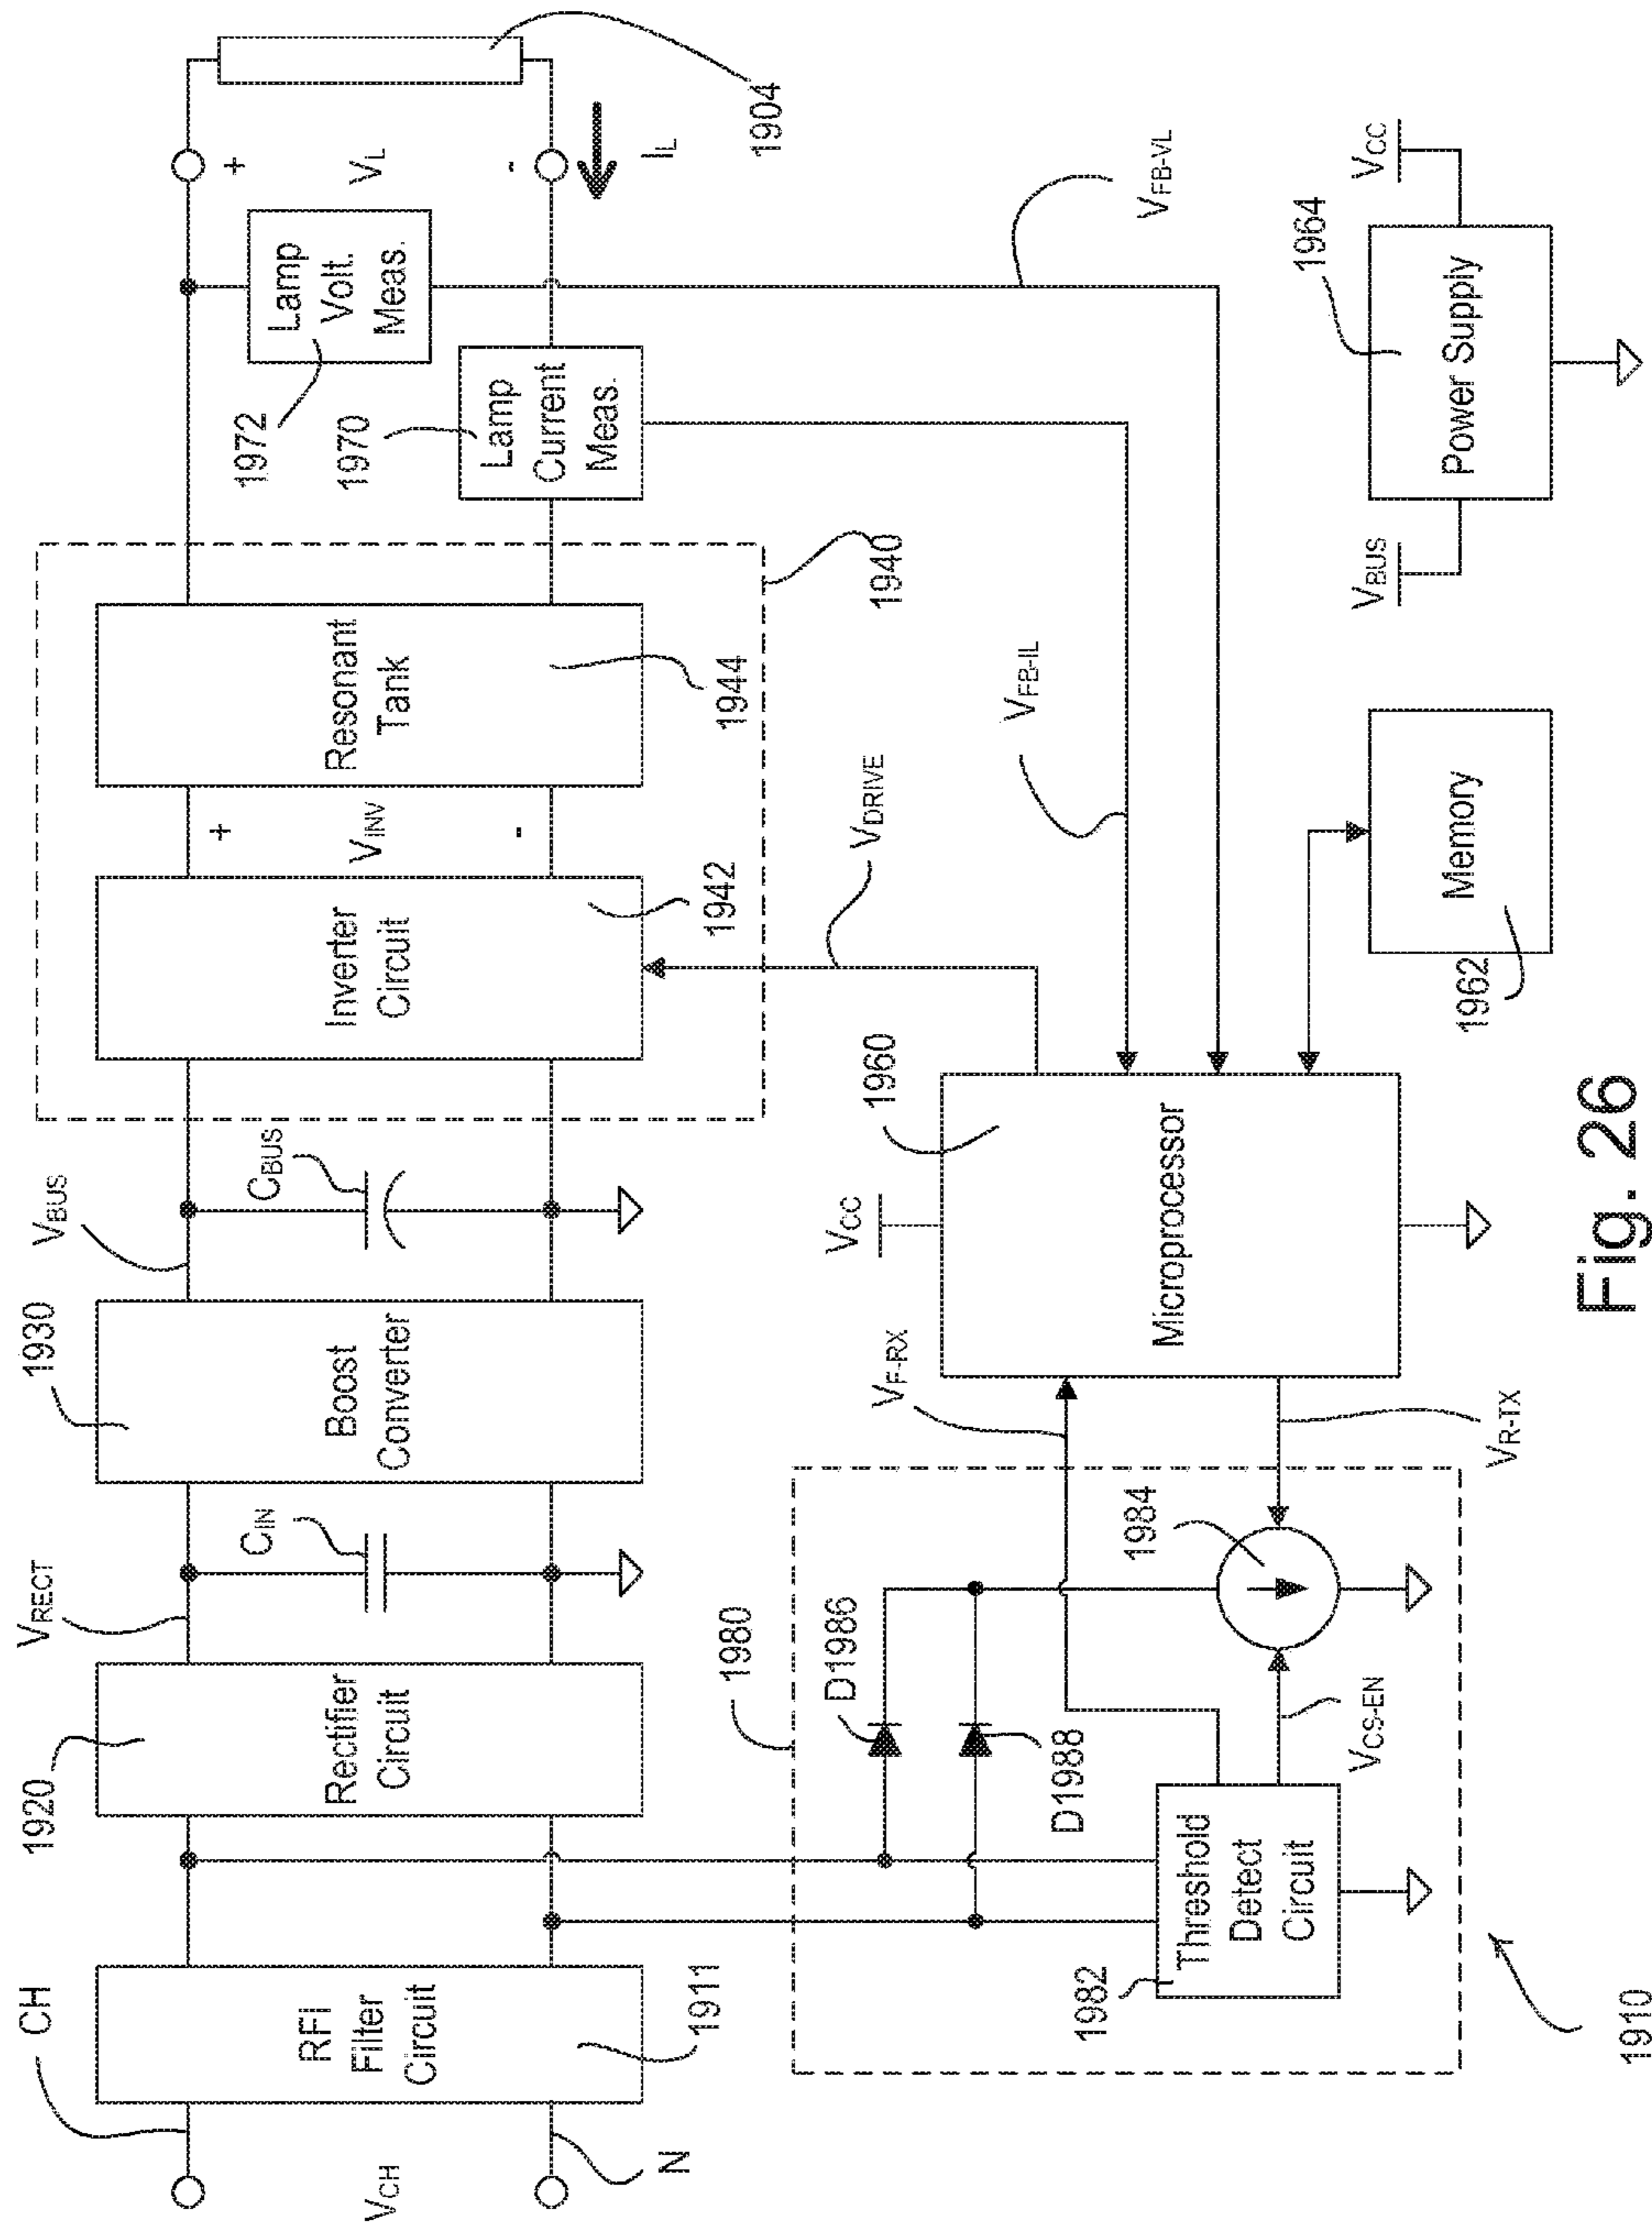 CH
V_CH
N
RFI
Filter
Circuit
1911
1920
Rectifier
Circuit
V_RECT
C_IN
1930
Boost
Converter
V_BUS
C_BUS
Inverter
Circuit
1942
+
V_INV
-
Resonant
Tank
1944
1940
1972
Lamp
Volt.
Meas.
1970
Lamp
Current
Meas.
+
V_L
-
I_L
1904
V_DRIVE
V_FB-IL
V_FB-VL
1980
D1986
D1988
1982
Threshold
Detect
Circuit
V_CS-EN
1984
V_F-RX
V_R-TX
V_CC
1960
Microprocessor
Memory
1962
V_BUS
Power Supply
1964
V_CC
1910
Fig. 26